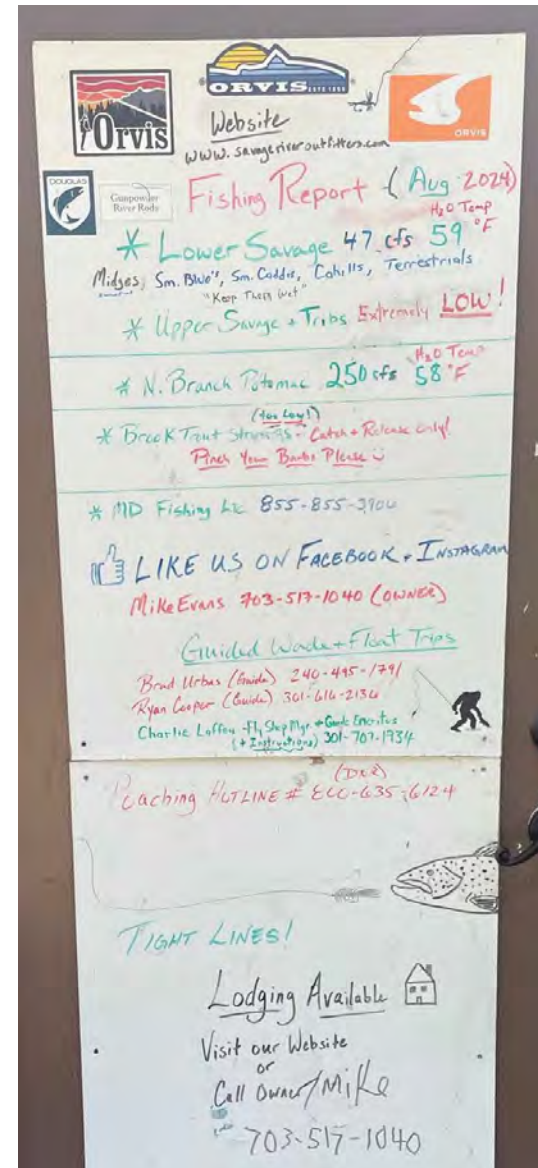 Orvis
ORVIS
ORVIS
Website
www.savageriveroutfitters.com
DOUGLAS
Gunpowder
River Rods
Fishing Report (Aug 2024)
H2O Temp
* Lower Savage 47 cfs 59 °F
Midges, Sm. Blue's, Sm. Caddis, Cahills, Terrestrials
"Keep Them Wet"
* Upper Savage + Tribs Extremely LOW!
H2O Temp
* N. Branch Potomac 250 cfs 58 °F
(too Low!)
* Brook Trout Streams - Catch + Release Only!
Pinch Your Barbs Please
* MD Fishing Lic 855-855-3906
LIKE US ON FACEBOOK + INSTAGRAM
Mike Evans 703-517-1040 (OWNER)
Guided Wade + Float Trips
Brad Urbas (Guide) 240-495-1791
Ryan Cooper (Guide) 301-616-2134
Charlie - Fly Shop Mgr. + Guide Emeritus
(+ Instructions) 301-707-1934
(DNR)
Poaching HOTLINE # 800-635-6124
TIGHT LINES!
Lodging Available
Visit our Website
or
Call Owner/Mike
703-517-1040